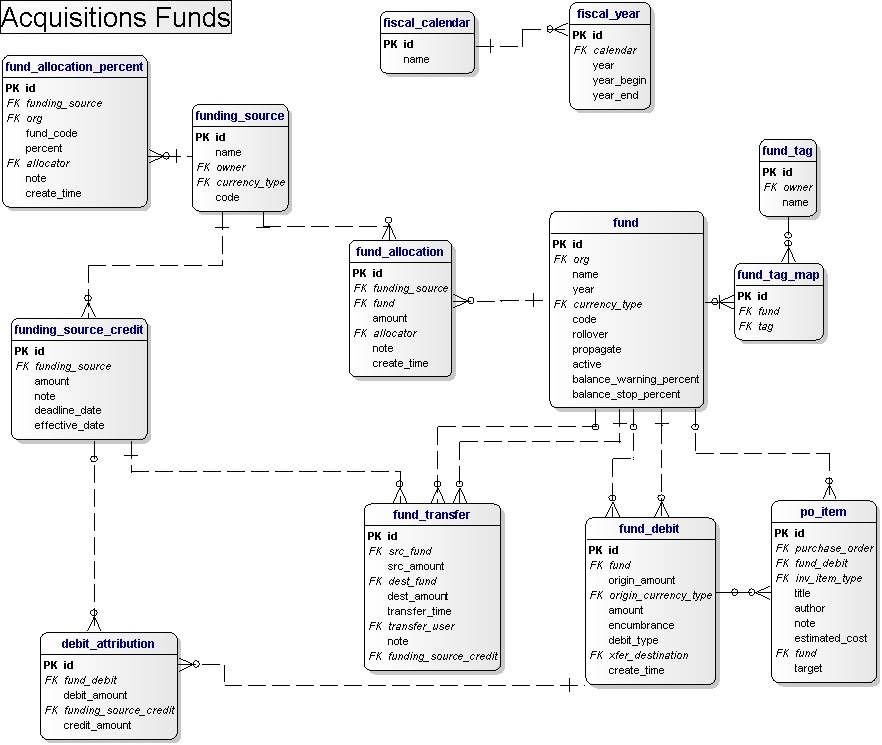 Acquisitions Funds
fiscal_calendar
PK id
name
fiscal_year
PK id
FK calendar
year
year_begin
year_end
fund_allocation_percent
PK id
FK funding_source
FK org
fund_code
percent
FK allocator
note
create_time
funding_source
PK id
name
FK owner
FK currency_type
code
fund_tag
PK id
FK owner
name
fund_allocation
PK id
FK funding_source
FK fund
amount
FK allocator
note
create_time
fund
PK id
FK org
name
year
FK currency_type
code
rollover
propagate
active
balance_warning_percent
balance_stop_percent
fund_tag_map
PK id
FK fund
FK tag
funding_source_credit
PK id
FK funding_source
amount
note
deadline_date
effective_date
fund_transfer
PK id
FK src_fund
src_amount
FK dest_fund
dest_amount
transfer_time
FK transfer_user
note
FK funding_source_credit
fund_debit
PK id
FK fund
origin_amount
FK origin_currency_type
amount
encumbrance
debit_type
FK xfer_destination
create_time
po_item
PK id
FK purchase_order
FK fund_debit
FK inv_item_type
title
author
note
estimated_cost
FK fund
target
debit_attribution
PK id
FK fund_debit
debit_amount
FK funding_source_credit
credit_amount